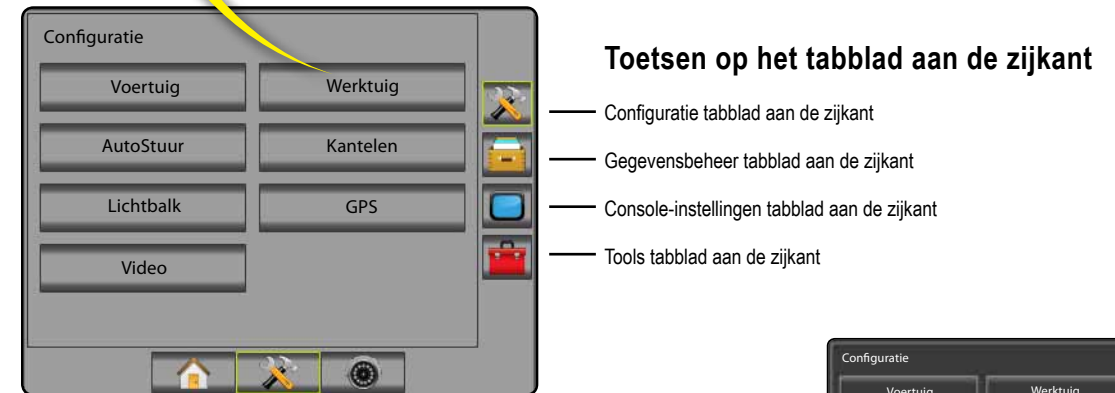 Configuratie
Voertuig
Werktuig
AutoStuur
Kantelen
Lichtbalk
GPS
Video
Toetsen op het tabblad aan de zijkant
Configuratie tabblad aan de zijkant
Gegevensbeheer tabblad aan de zijkant
Console-instellingen tabblad aan de zijkant
Tools tabblad aan de zijkant
Configuratie
Voertuig
Werktuig